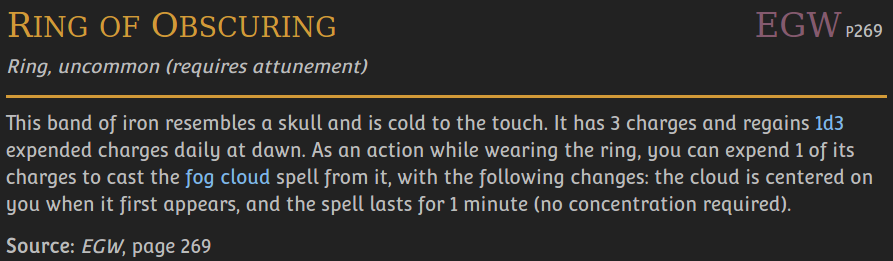 Ring of Obscuring EGW p269
Ring, uncommon (requires attunement)
This band of iron resembles a skull and is cold to the touch. It has 3 charges and regains 1d3
expended charges daily at dawn. As an action while wearing the ring, you can expend 1 of its
charges to cast the fog cloud spell from it, with the following changes: the cloud is centered on
you when it first appears, and the spell lasts for 1 minute (no concentration required).
Source: EGW, page 269